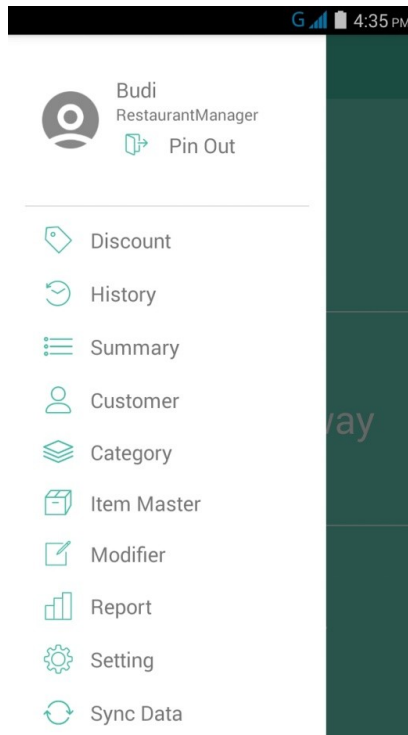 G 4:35 PM
Budi
RestaurantManager
Pin Out
Discount
History
Summary
Customer
Category
Item Master
Modifier
Report
Setting
Sync Data
way